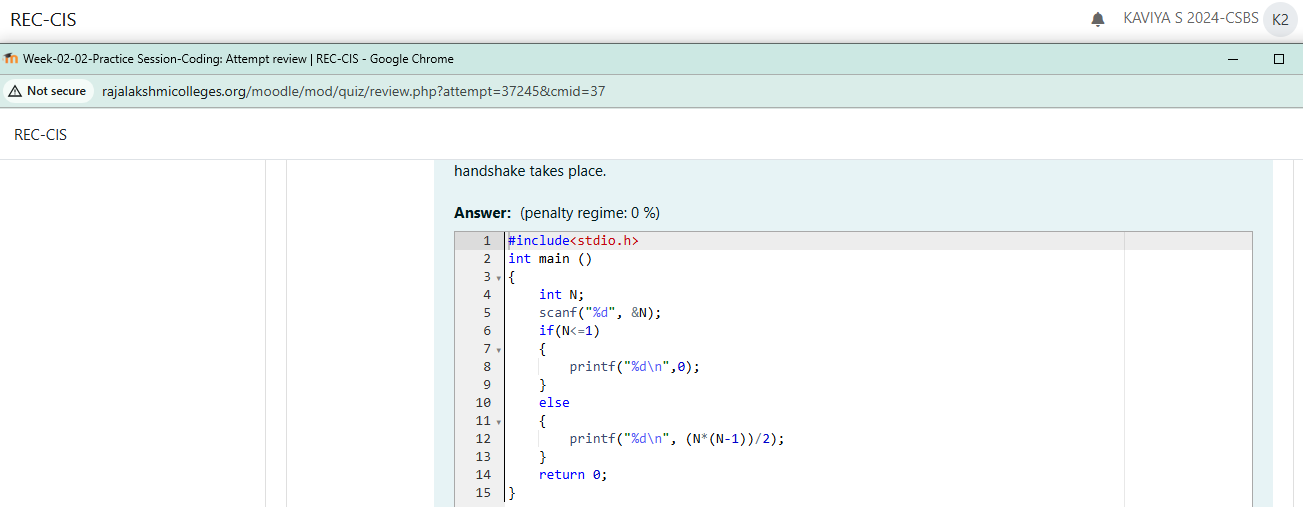 REC-CIS
KAVIYA S 2024-CSBS K2
Week-02-02-Practice Session-Coding: Attempt review | REC-CIS - Google Chrome
Not secure rajalakshmicolleges.org/moodle/mod/quiz/review.php?attempt=37245&cmid=37
REC-CIS
handshake takes place.
Answer: (penalty regime: 0 %)
1 #include<stdio.h>
2 int main ()
3 {
4     int N;
5     scanf("%d", &N);
6     if(N<=1)
7     {
8         printf("%d\n",0);
9     }
10     else
11     {
12         printf("%d\n", (N*(N-1))/2);
13     }
14     return 0;
15 }